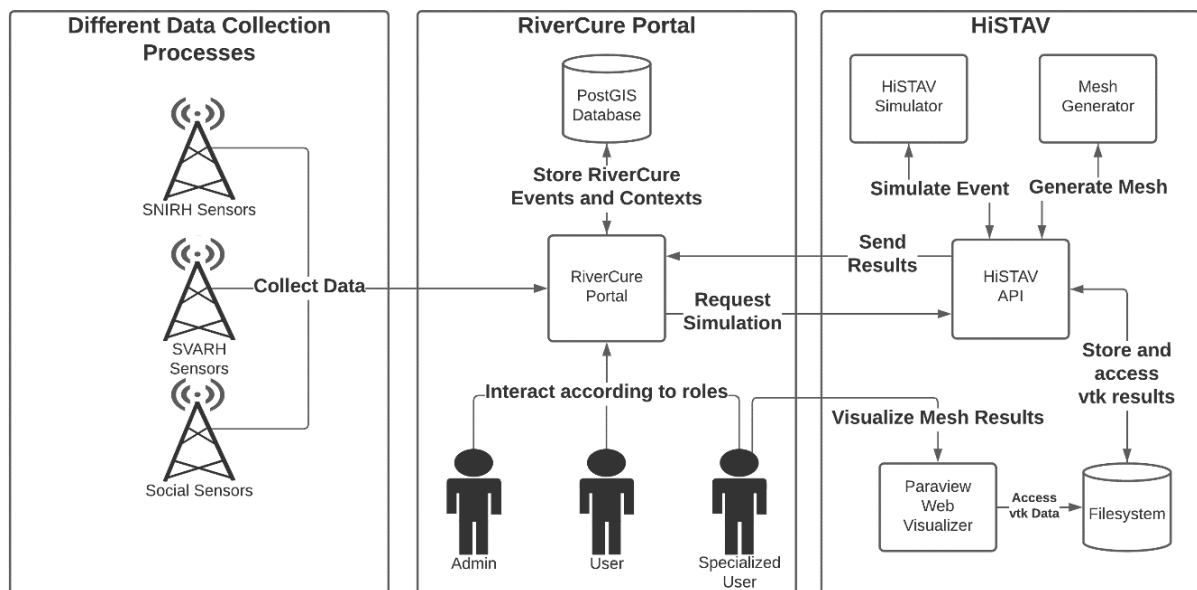 Different Data Collection
Processes
SNIRH Sensors
SVARH
Sensors
Social Sensors
Collect Data
RiverCure Portal
PostGIS
Database
Store RiverCure
Events and Contexts
RiverCure
Portal
Send
Results
Request
Simulation
Interact according to roles
Admin
User
Specialized
User
HiSTAV
HiSTAV
Simulator
Mesh
Generator
Simulate Event
Generate Mesh
HiSTAV
API
Store and
access
vtk results
Visualize Mesh Results
Paraview
Web
Visualizer
Access
vtk Data
Filesystem